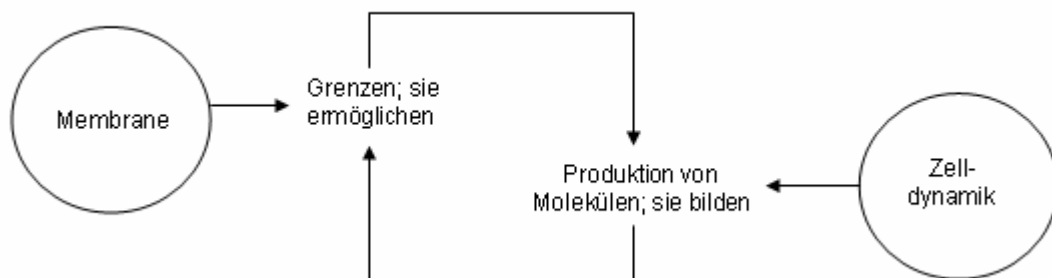 Membrane
Grenzen; sie
ermöglichen
Produktion von
Molekülen; sie bilden
Zell-
dynamik